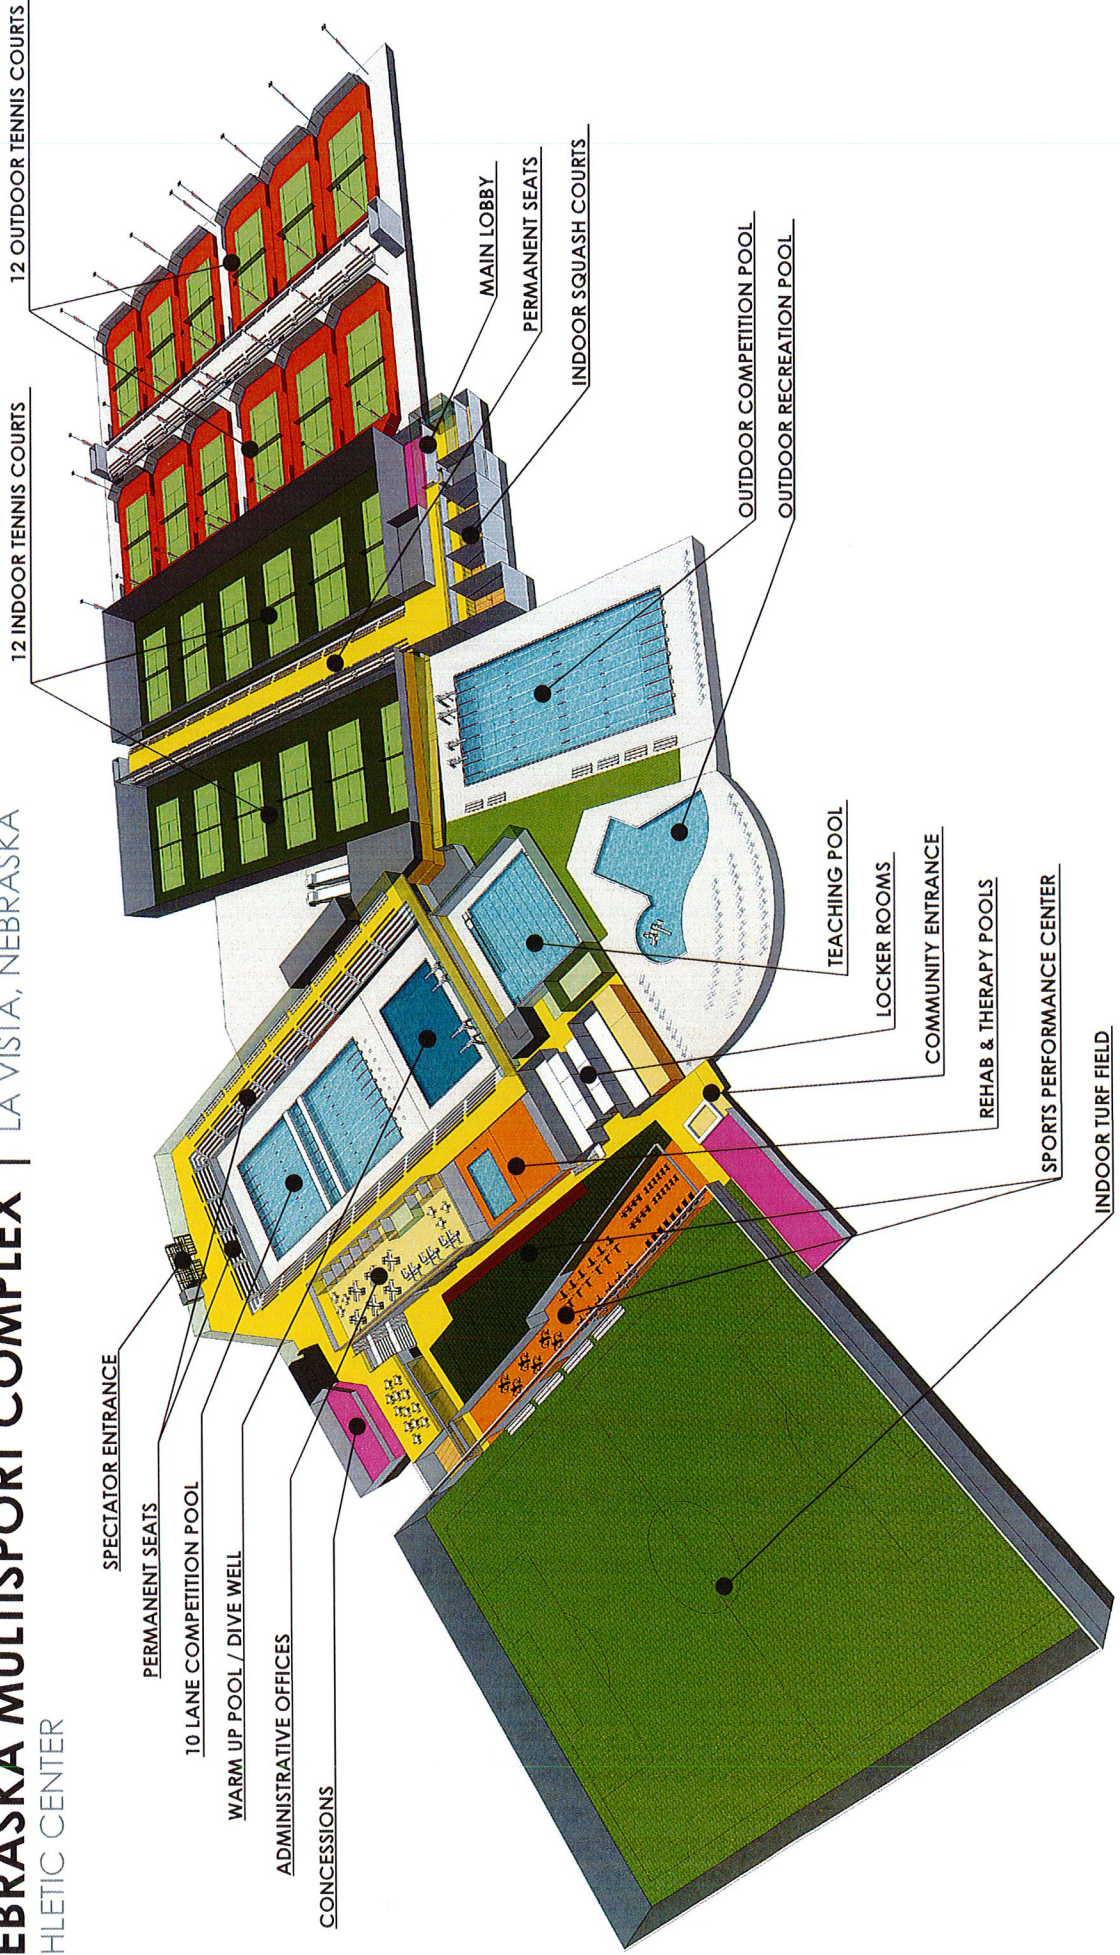 EBRASKA MULTISPORT COMPLEX | LA VISTA, NEBRASKA
HLETIC CENTER
SPECTATOR ENTRANCE
PERMANENT SEATS
10 LANE COMPETITION POOL
WARM UP POOL / DIVE WELL
ADMINISTRATIVE OFFICES
CONCESSIONS
12 INDOOR TENNIS COURTS
12 OUTDOOR TENNIS COURTS
MAIN LOBBY
PERMANENT SEATS
INDOOR SQUASH COURTS
OUTDOOR COMPETITION POOL
OUTDOOR RECREATION POOL
TEACHING POOL
LOCKER ROOMS
COMMUNITY ENTRANCE
REHAB & THERAPY POOLS
SPORTS PERFORMANCE CENTER
INDOOR TURF FIELD